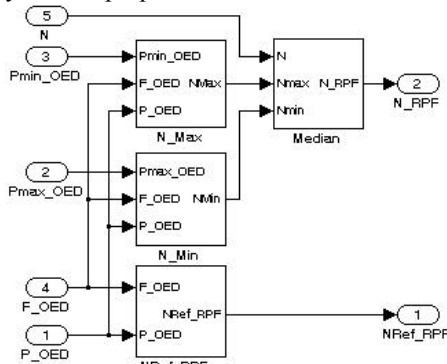 5
N
3
Pmin_OED
Pmin_OED
F_OED NMax
P_OED
N_Max
N
Nmax N_RPF
Nmin
Median
2
N_RPF
2
Pmax_OED
Pmax_OED
F_OED NMin
P_OED
N_Min
4
F_OED
1
P_OED
F_OED
NRef_RPF
P_OED
1
NRef_RPF